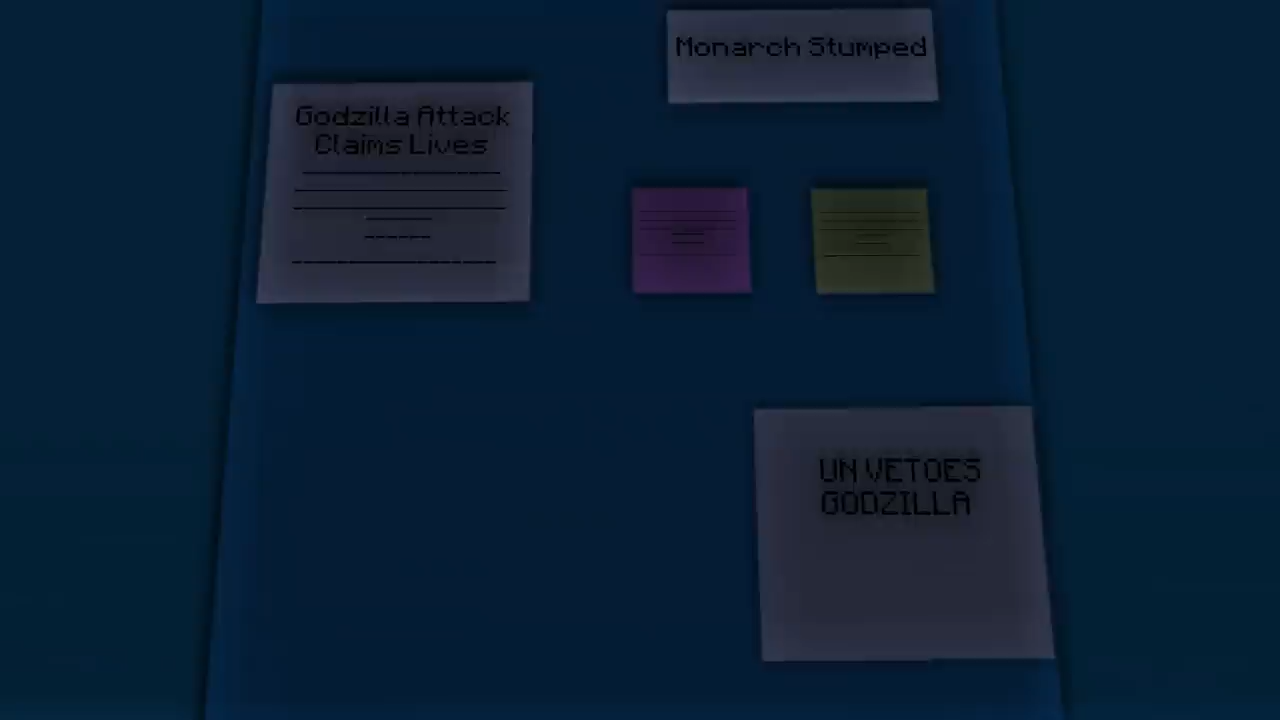 Monarch Stumped
Godzilla Attack
Claims Lives
UN VETOES
GODZILLA